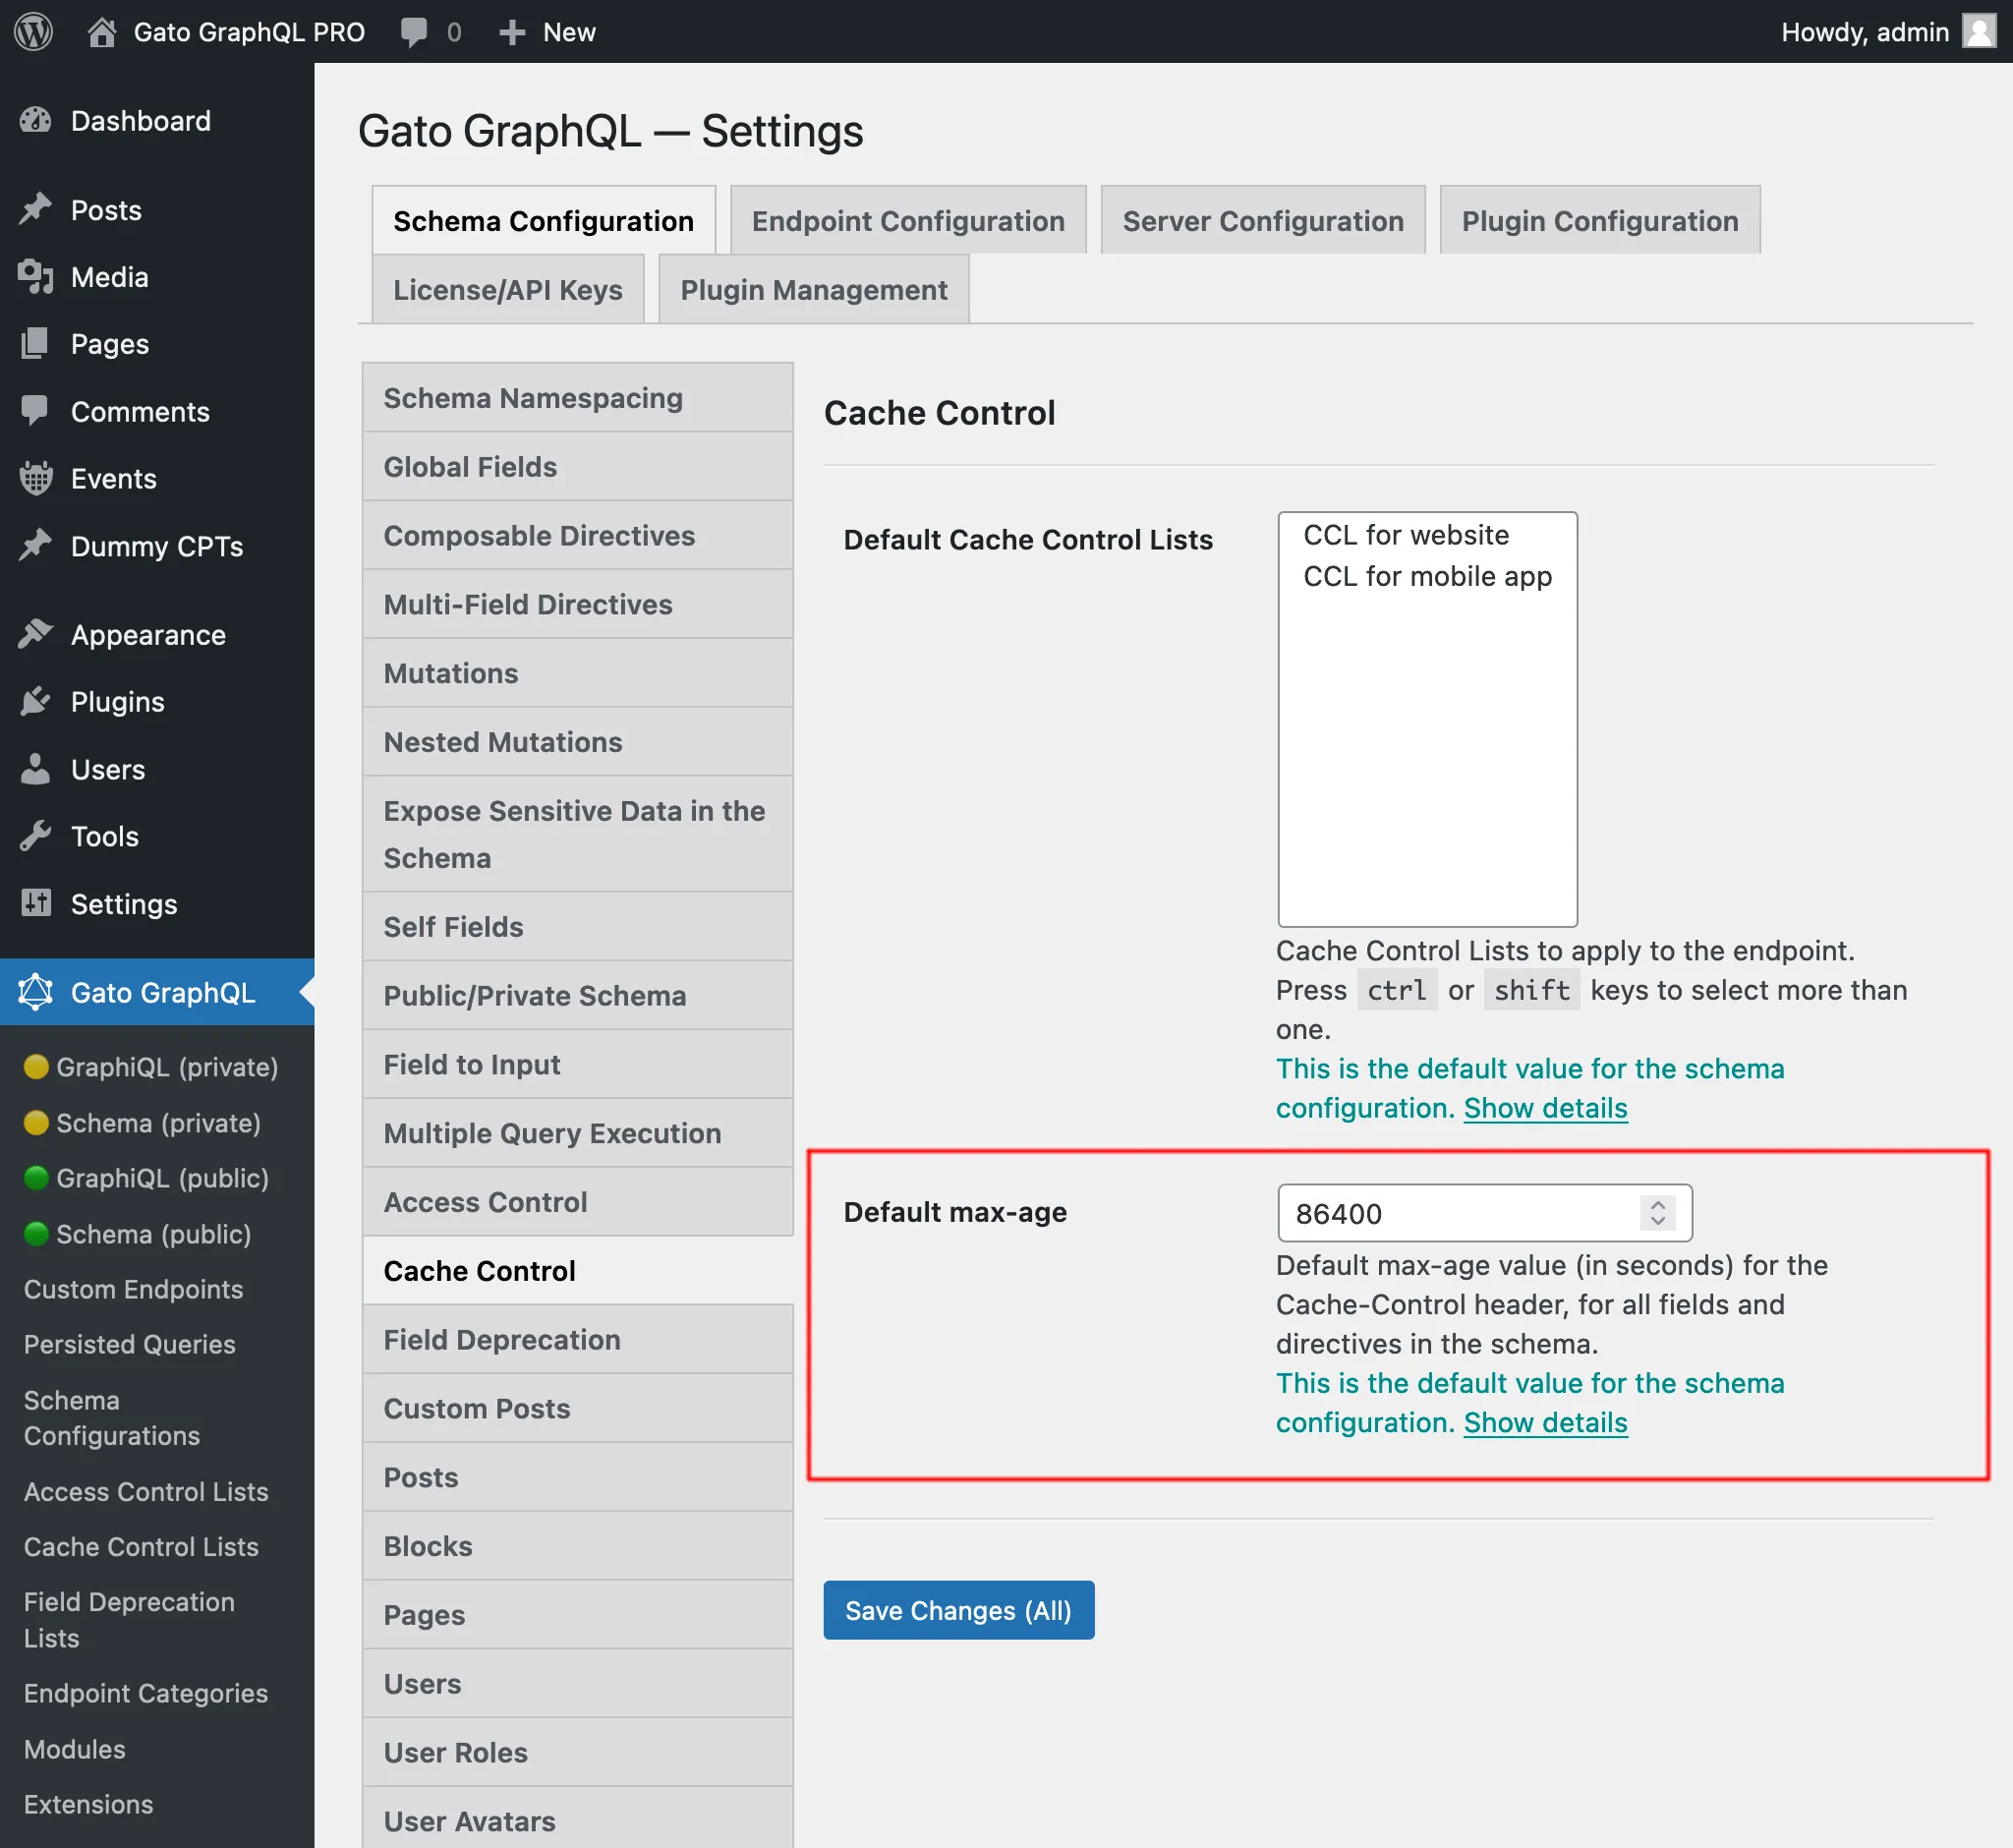 Gato GraphQL PRO
0
New
Howdy, admin
Dashboard
Posts
Media
Pages
Comments
Events
Dummy CPTs
Appearance
Plugins
Users
Tools
Settings
Gato GraphQL
GraphiQL (private)
Schema (private)
GraphiQL (public)
Schema (public)
Custom Endpoints
Persisted Queries
Schema
Configurations
Access Control Lists
Cache Control Lists
Field Deprecation
Lists
Endpoint Categories
Modules
Extensions
Gato GraphQL — Settings
Schema Configuration
Endpoint Configuration
Server Configuration
Plugin Configuration
License/API Keys
Plugin Management
Schema Namespacing
Global Fields
Composable Directives
Multi-Field Directives
Mutations
Nested Mutations
Expose Sensitive Data in the
Schema
Self Fields
Public/Private Schema
Field to Input
Multiple Query Execution
Access Control
Cache Control
Field Deprecation
Custom Posts
Posts
Blocks
Pages
Users
User Roles
User Avatars
Cache Control
Default Cache Control Lists
CCL for website
CCL for mobile app
Cache Control Lists to apply to the endpoint.
Press ctrl or shift keys to select more than
one.
This is the default value for the schema
configuration. Show details
Default max-age
86400
Default max-age value (in seconds) for the
Cache-Control header, for all fields and
directives in the schema.
This is the default value for the schema
configuration. Show details
Save Changes (All)